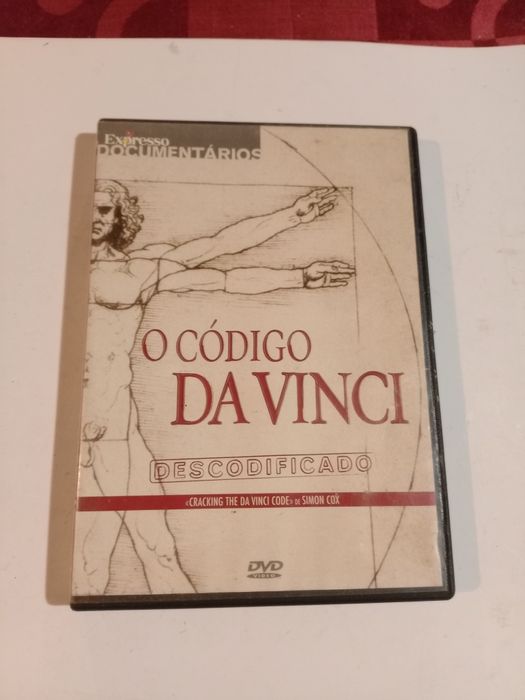 Expresso
DOCUMENTÁRIOS
O CÓDIGO
DA VINCI
DESCODIFICADO
«CRACKING THE DA VINCI CODE» DE SIMON COX
DVD
VIDEO